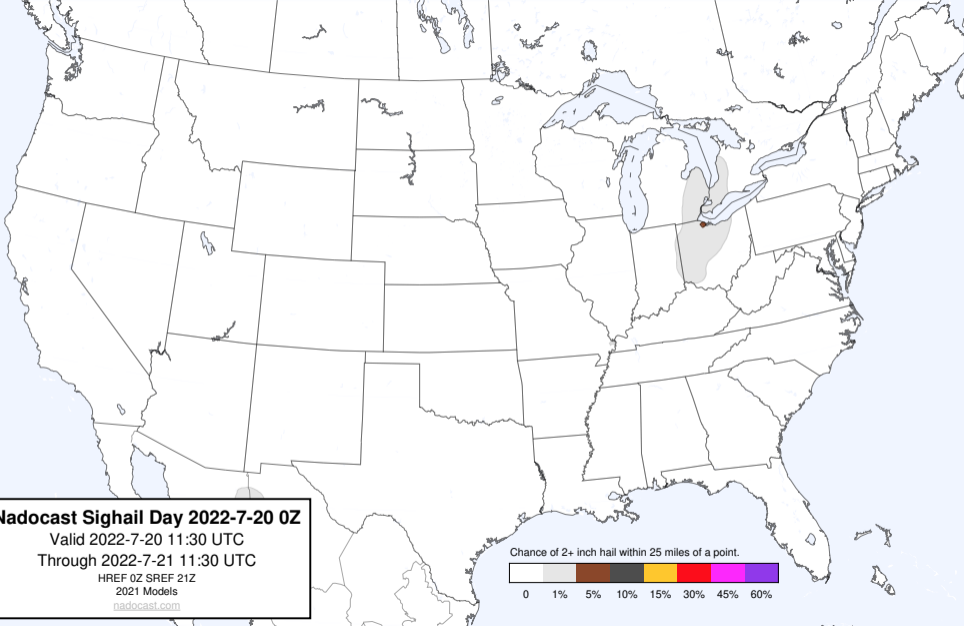 Nadocast Sighail Day 2022-7-20 0Z
Valid 2022-7-20 11:30 UTC
Through 2022-7-21 11:30 UTC
HREF 0Z SREF 21Z
2021 Models
nadocast.com
Chance of 2+ inch hail within 25 miles of a point.
0 1% 5% 10% 15% 30% 45% 60%